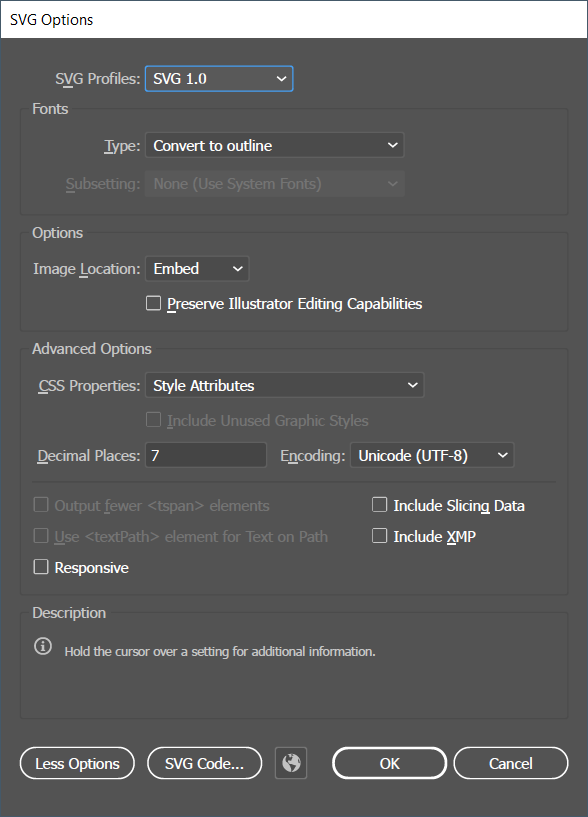 SVG Options
SVG Profiles: SVG 1.0
Fonts
Type: Convert to outline
Subsetting: None (Use System Fonts)
Options
Image Location: Embed
Preserve Illustrator Editing Capabilities
Advanced Options
CSS Properties: Style Attributes
Include Unused Graphic Styles
Decimal Places: 7 Encoding: Unicode (UTF-8)
Output fewer <tspan> elements Include Slicing Data
Use <textPath> element for Text on Path Include XMP
Responsive
Description
Hold the cursor over a setting for additional information.
Less Options SVG Code... OK Cancel